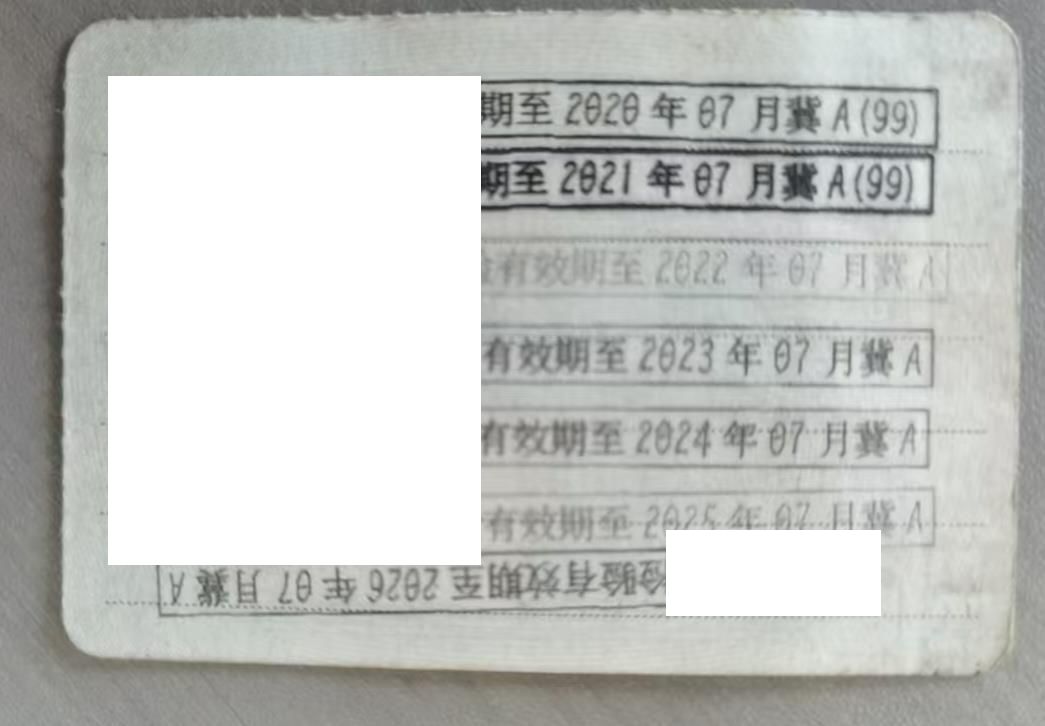 期至 2020 年 07 月冀 A (99)
期至 2021 年 07 月冀 A (99)
有效期至 2022 年 07 月冀 A
有效期至 2023 年 07 月冀 A
有效期至 2024 年 07 月冀 A
有效期至 2025 年 07 月冀 A
检验有效期至 2026 年 07 月冀 A